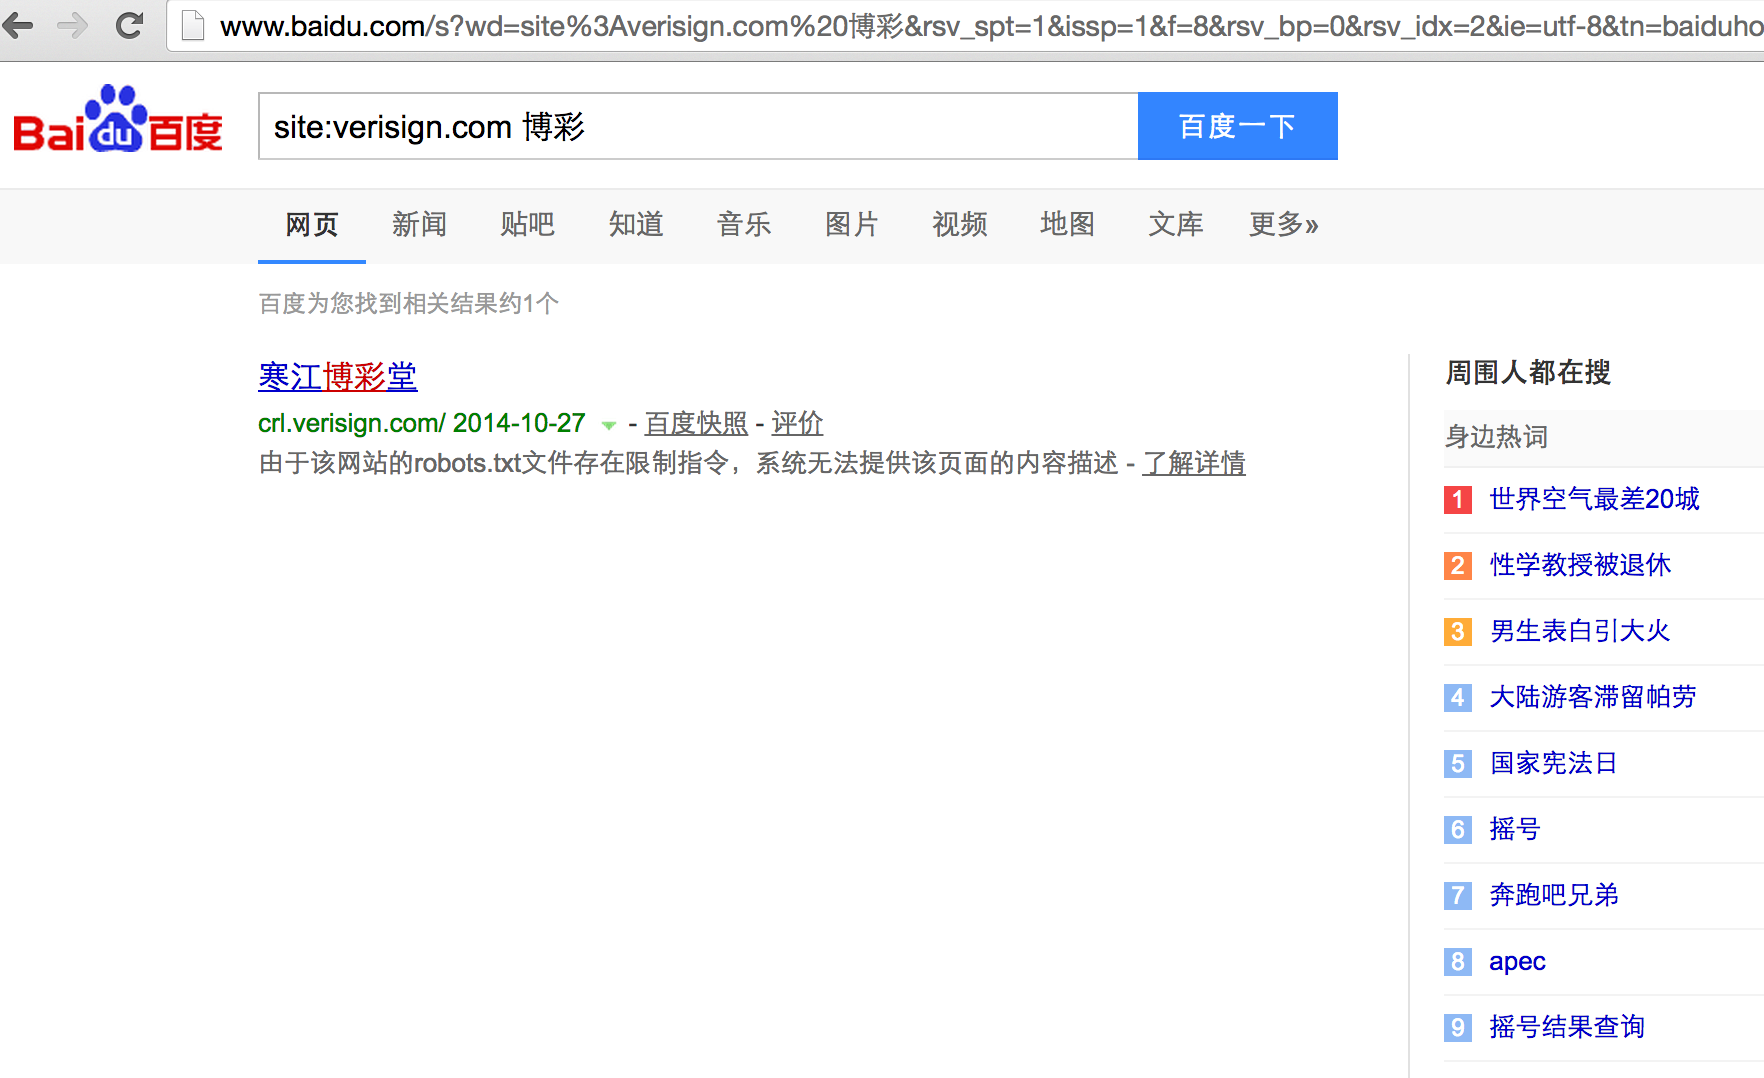 www.baidu.com/s?wd=site%3Averisign.com%20博彩&rsv_spt=1&issp=1&f=8&rsv_bp=0&rsv_idx=2&ie=utf-8&tn=baiduho
Bai du 百度
site:verisign.com 博彩
百度一下
网页 新闻 贴吧 知道 音乐 图片 视频 地图 文库 更多»
百度为您找到相关结果约1个
寒江博彩堂
crl.verisign.com/ 2014-10-27 - 百度快照 - 评价
由于该网站的robots.txt文件存在限制指令，系统无法提供该页面的内容描述 - 了解详情
周围人都在搜
身边热词
1 世界空气最差20城
2 性学教授被退休
3 男生表白引大火
4 大陆游客滞留帕劳
5 国家宪法日
6 摇号
7 奔跑吧兄弟
8 apec
9 摇号结果查询